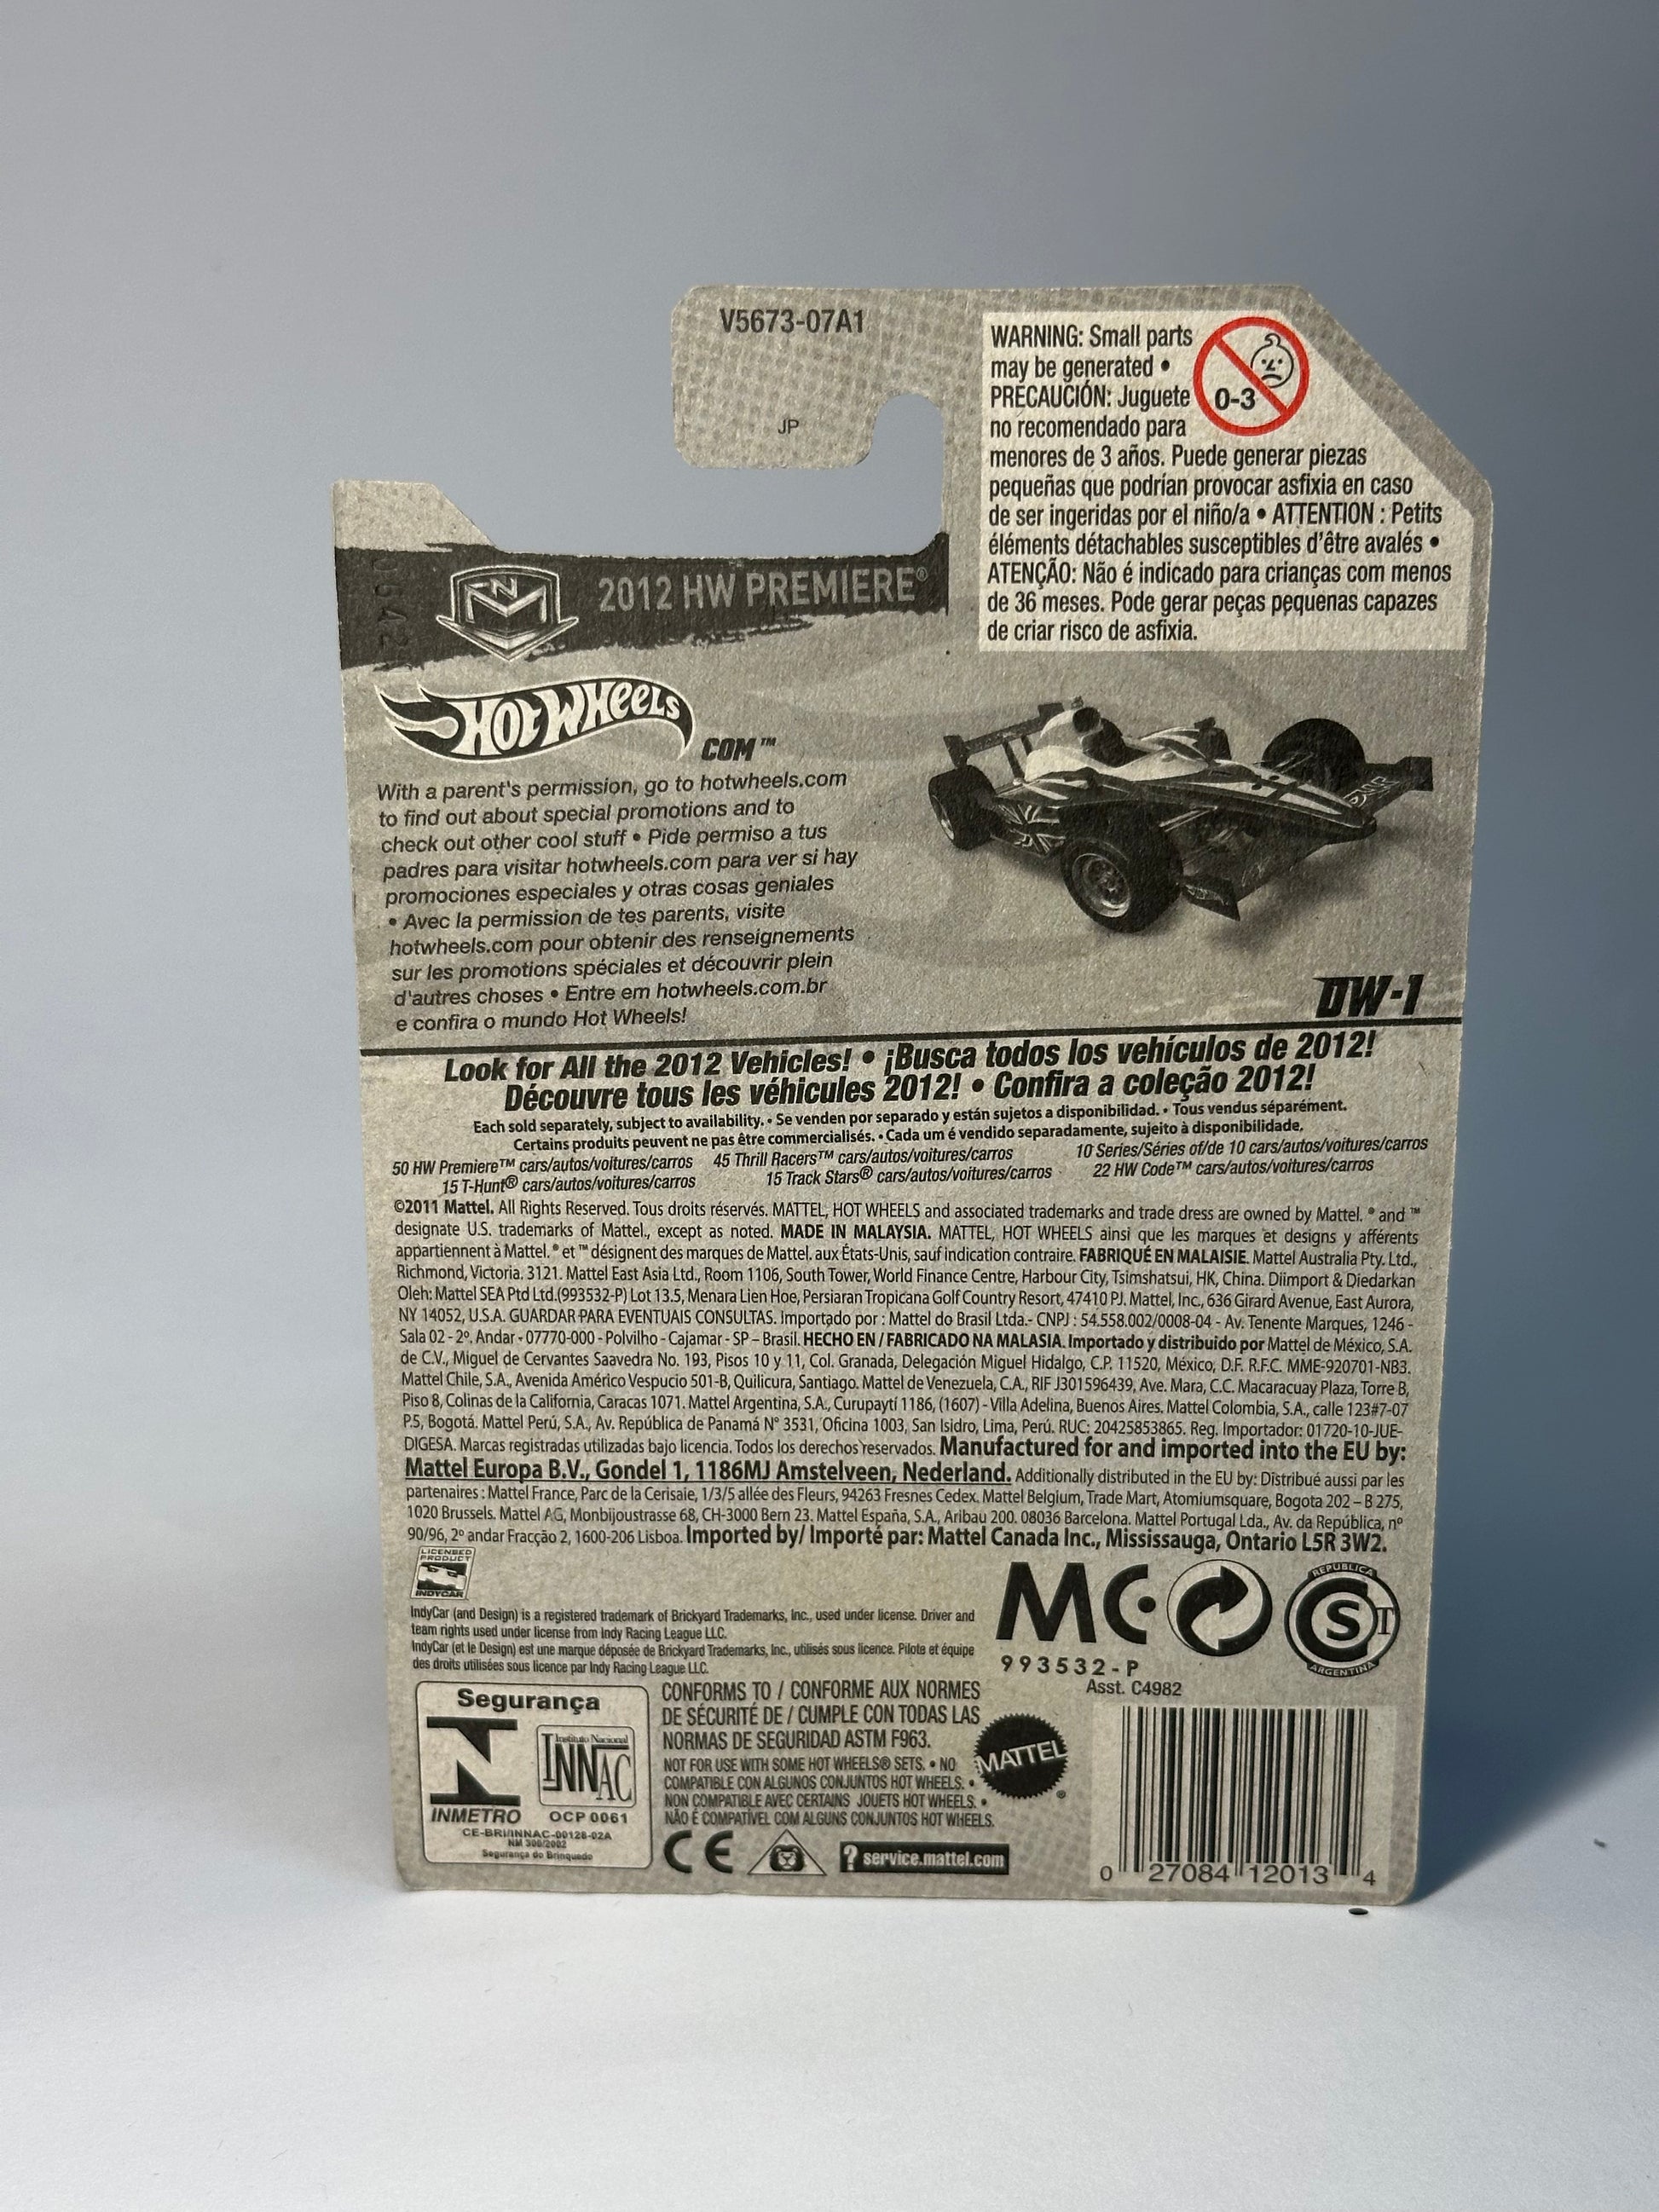 V5673-07A1
JP
WARNING: Small parts
may be generated •
PRECAUCIÓN: Juguete
no recomendado para
menores de 3 años. Puede generar piezas
pequeñas que podrían provocar asfixia en caso
de ser ingeridas por el niño/a • ATTENTION : Petits
éléments détachables susceptibles d'être avalés •
ATENÇÃO: Não é indicado para crianças com menos
de 36 meses. Pode gerar peças pequenas capazes
de criar risco de asfixia.
0-3
2012 HW PREMIERE®
HOT WHEELS
COM™
With a parent's permission, go to hotwheels.com
to find out about special promotions and to
check out other cool stuff • Pide permiso a tus
padres para visitar hotwheels.com para ver si hay
promociones especiales y otras cosas geniales
• Avec la permission de tes parents, visite
hotwheels.com pour obtenir des renseignements
sur les promotions spéciales et découvrir plein
d'autres choses • Entre em hotwheels.com.br
e confira o mundo Hot Wheels!
DW-1
Look for All the 2012 Vehicles! • ¡Busca todos los vehículos de 2012!
Découvre tous les véhicules 2012! • Confira a coleção 2012!
Each sold separately, subject to availability. • Se venden por separado y están sujetos a disponibilidad. • Tous vendus séparément.
Certains produits peuvent ne pas être commercialisés. • Cada um é vendido separadamente, sujeito à disponibilidade,
50 HW Premiere™ cars/autos/voitures/carros 45 Thrill Racers™ cars/autos/voitures/carros 10 Series/Séries of/de 10 cars/autos/voitures/carros
15 T-Hunt® cars/autos/voitures/carros 15 Track Stars® cars/autos/voitures/carros 22 HW Code™ cars/autos/voitures/carros
©2011 Mattel. All Rights Reserved. Tous droits réservés. MATTEL, HOT WHEELS and associated trademarks and trade dress are owned by Mattel. ® and ™
designate U.S. trademarks of Mattel., except as noted. MADE IN MALAYSIA. MATTEL, HOT WHEELS ainsi que les marques et designs y afférents
appartiennent à Mattel. ® et ™ désignent des marques de Mattel. aux États-Unis, sauf indication contraire. FABRIQUÉ EN MALAISIE. Mattel Australia Pty. Ltd.,
Richmond, Victoria. 3121. Mattel East Asia Ltd., Room 1106, South Tower, World Finance Centre, Harbour City, Tsimshatsui, HK, China. Diimport & Diedarkan
Oleh: Mattel SEA Ptd Ltd.(993532-P) Lot 13.5, Menara Lien Hoe, Persiaran Tropicana Golf Country Resort, 47410 PJ. Mattel, Inc., 636 Girard Avenue, East Aurora,
NY 14052, U.S.A. GUARDAR PARA EVENTUAIS CONSULTAS. Importado por : Mattel do Brasil Ltda.- CNPJ : 54.558.002/0008-04 - Av. Tenente Marques, 1246 -
Sala 02 - 2º. Andar - 07770-000 - Polvilho - Cajamar - SP – Brasil. HECHO EN / FABRICADO NA MALASIA. Importado y distribuido por Mattel de México, S.A.
de C.V., Miguel de Cervantes Saavedra No. 193, Pisos 10 y 11, Col. Granada, Delegación Miguel Hidalgo, C.P. 11520, México, D.F. R.F.C. MME-920701-NB3.
Mattel Chile, S.A., Avenida Américo Vespucio 501-B, Quilicura, Santiago. Mattel de Venezuela, C.A., RIF J301596439, Ave. Mara, C.C. Macaracuay Plaza, Torre B,
Piso 8, Colinas de la California, Caracas 1071. Mattel Argentina, S.A., Curupaytí 1186, (1607) - Villa Adelina, Buenos Aires. Mattel Colombia, S.A., calle 123#7-07
P.5, Bogotá. Mattel Perú, S.A., Av. República de Panamá N° 3531, Oficina 1003, San Isidro, Lima, Perú. RUC: 20425853865. Reg. Importador: 01720-10-JUE-
DIGESA. Marcas registradas utilizadas bajo licencia. Todos los derechos reservados. Manufactured for and imported into the EU by:
Mattel Europa B.V., Gondel 1, 1186MJ Amstelveen, Nederland. Additionally distributed in the EU by: Distribué aussi par les
partenaires : Mattel France, Parc de la Cerisaie, 1/3/5 allée des Fleurs, 94263 Fresnes Cedex. Mattel Belgium, Trade Mart, Atomiumsquare, Bogota 202 – B 275,
1020 Brussels. Mattel AG, Monbijoustrasse 68, CH-3000 Bern 23. Mattel España, S.A., Aribau 200. 08036 Barcelona. Mattel Portugal Lda., Av. da República, nº
90/96, 2º andar Fracção 2, 1600-206 Lisboa. Imported by/ Importé par: Mattel Canada Inc., Mississauga, Ontario L5R 3W2.
LICENSED
PRODUCT
INDYCAR
IndyCar (and Design) is a registered trademark of Brickyard Trademarks, Inc., used under license. Driver and
team rights used under license from Indy Racing League LLC.
IndyCar (et le Design) est une marque déposée de Brickyard Trademarks, Inc., utilisés sous licence. Pilote et équipe
des droits utilisées sous licence par Indy Racing League LLC.
MC
993532-P
REPUBLICA
S T
ARGENTINA
Asst. C4982
Segurança
Instituto Nacional
INNAC
INMETRO OCP 0061
CE-BRI/INNAC-00128-02A
NM 300/2002
Segurança do Brinquedo
CONFORMS TO / CONFORME AUX NORMES
DE SÉCURITÉ DE / CUMPLE CON TODAS LAS
NORMAS DE SEGURIDAD ASTM F963.
NOT FOR USE WITH SOME HOT WHEELS® SETS. • NO
COMPATIBLE CON ALGUNOS CONJUNTOS HOT WHEELS. •
NON COMPATIBLE AVEC CERTAINS JOUETS HOT WHEELS. •
NÃO É COMPATÍVEL COM ALGUNS CONJUNTOS HOT WHEELS.
MATTEL®
CE
? service.mattel.com
0 27084 12013 4